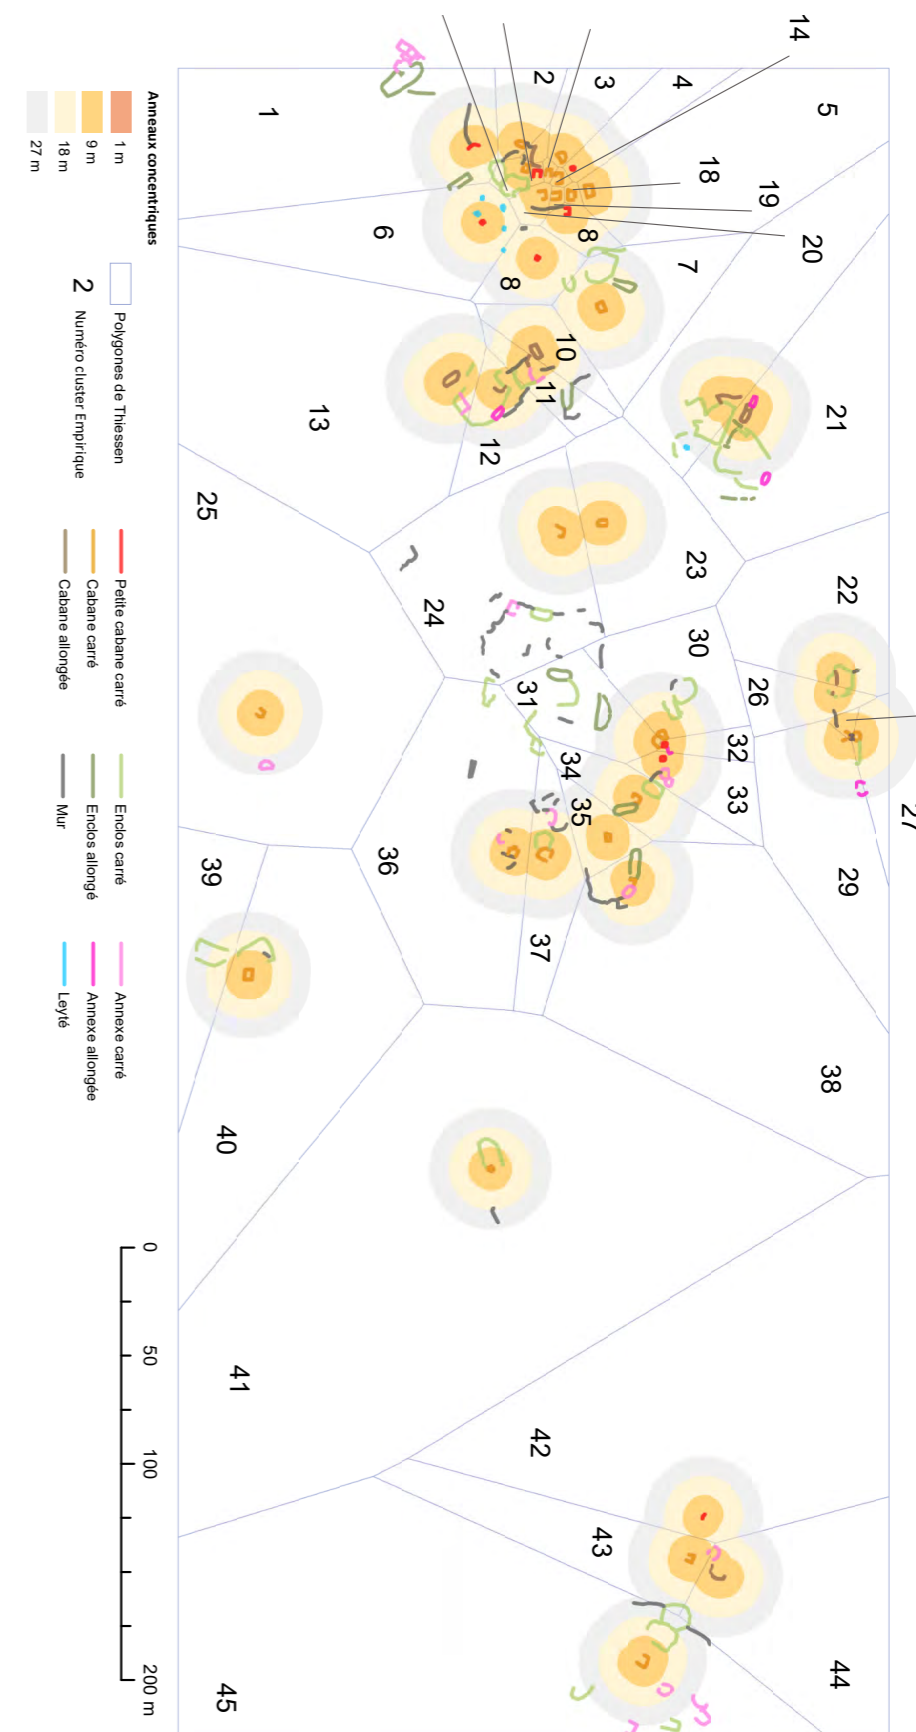 Anneaux concentriques
1 m
9 m
18 m
27 m
Polygones de Thiessen
2 Numéro cluster Empirique
Petite cabane carré
Cabane carré
Cabane allongée
Enclos carré
Enclos allongé
Mur
Annexe carré
Annexe allongée
Leyté
0
50
100
200 m
1
2
3
4
5
14
18
19
20
6
8
8
7
10
11
12
13
21
22
23
24
25
26
27
29
30
31
32
33
34
35
36
37
38
39
40
41
42
43
44
45